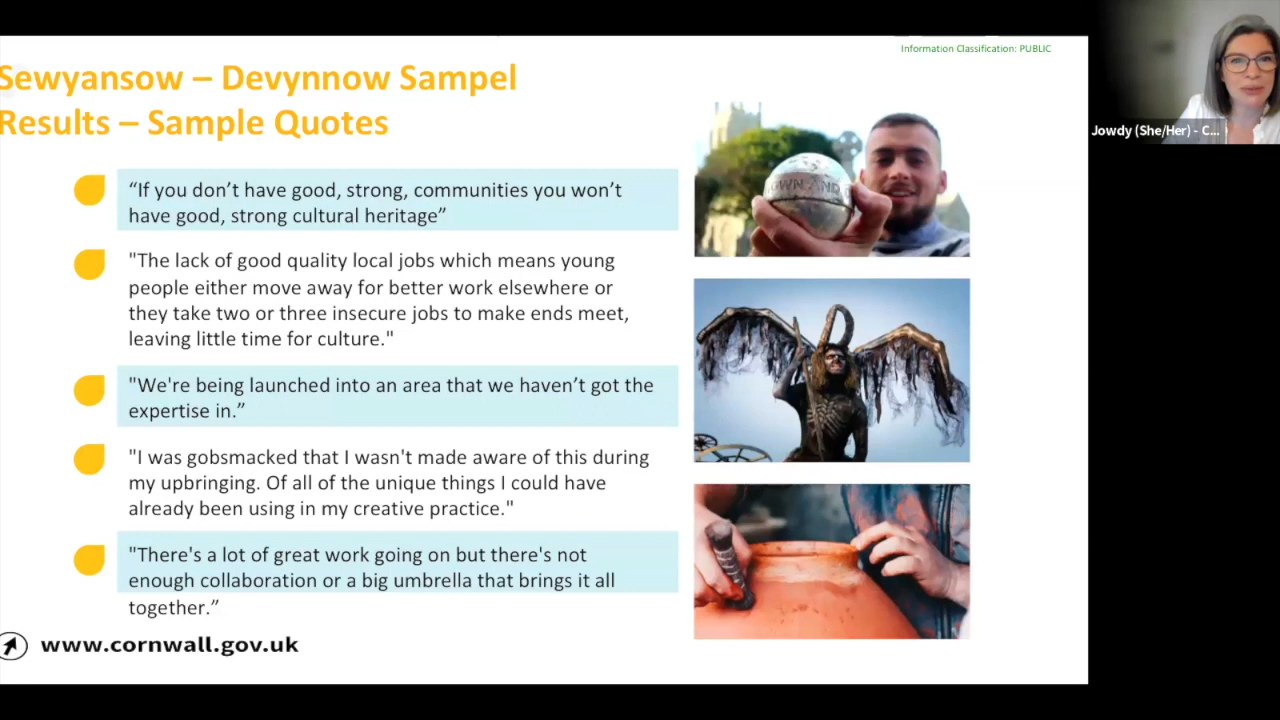 Information Classification: PUBLIC
Sewyansow – Devynnow Sampel
Results – Sample Quotes
“If you don’t have good, strong, communities you won’t
have good, strong cultural heritage”
"The lack of good quality local jobs which means young
people either move away for better work elsewhere or
they take two or three insecure jobs to make ends meet,
leaving little time for culture."
"We're being launched into an area that we haven’t got the
expertise in.”
"I was gobsmacked that I wasn't made aware of this during
my upbringing. Of all of the unique things I could have
already been using in my creative practice."
"There's a lot of great work going on but there's not
enough collaboration or a big umbrella that brings it all
together.”
www.cornwall.gov.uk
OWN AND
Jowdy (She/Her) - C...